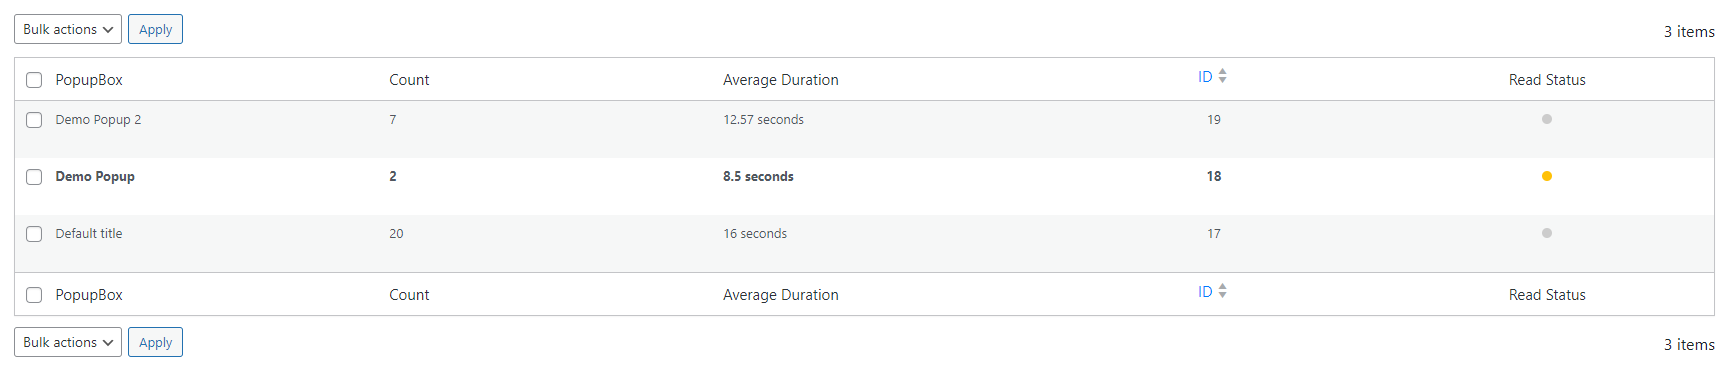 Bulk actions Apply 3 items
PopupBox Count Average Duration ID Read Status
Demo Popup 2 7 12.57 seconds 19
Demo Popup 2 8.5 seconds 18
Default title 20 16 seconds 17
PopupBox Count Average Duration ID Read Status
Bulk actions Apply 3 items